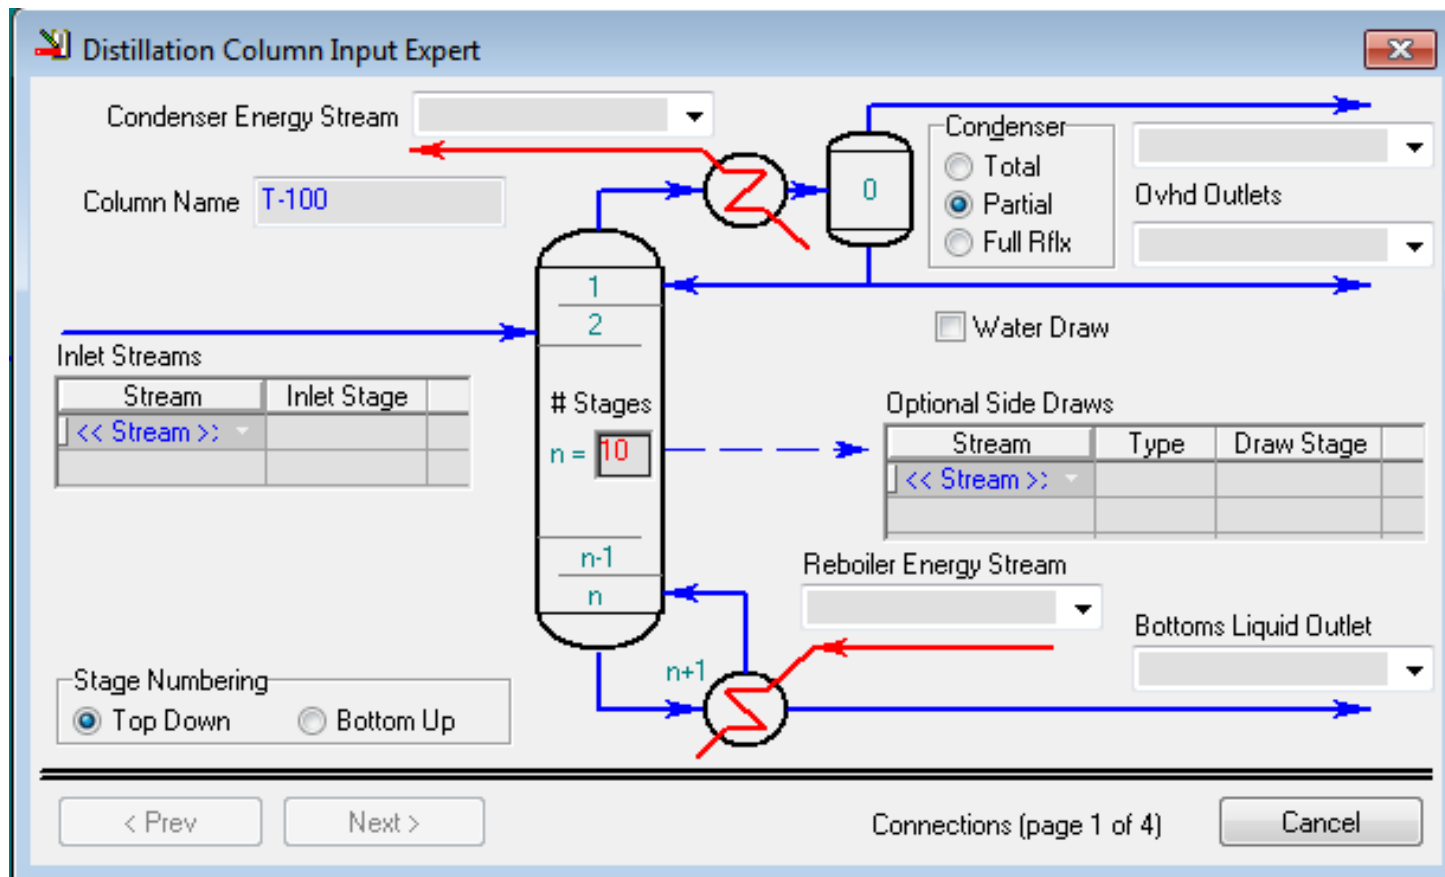 Distillation Column Input Expert
Condenser Energy Stream
Condenser
Total
Partial
Full Rflx
0
Ovhd Outlets
Column Name T-100
1
2
Water Draw
Inlet Streams
Stream Inlet Stage
<< Stream >>
# Stages
n = 10
Optional Side Draws
Stream Type Draw Stage
<< Stream >>
n-1
n
Reboiler Energy Stream
Bottoms Liquid Outlet
n+1
Stage Numbering
Top Down Bottom Up
< Prev Next > Connections (page 1 of 4) Cancel